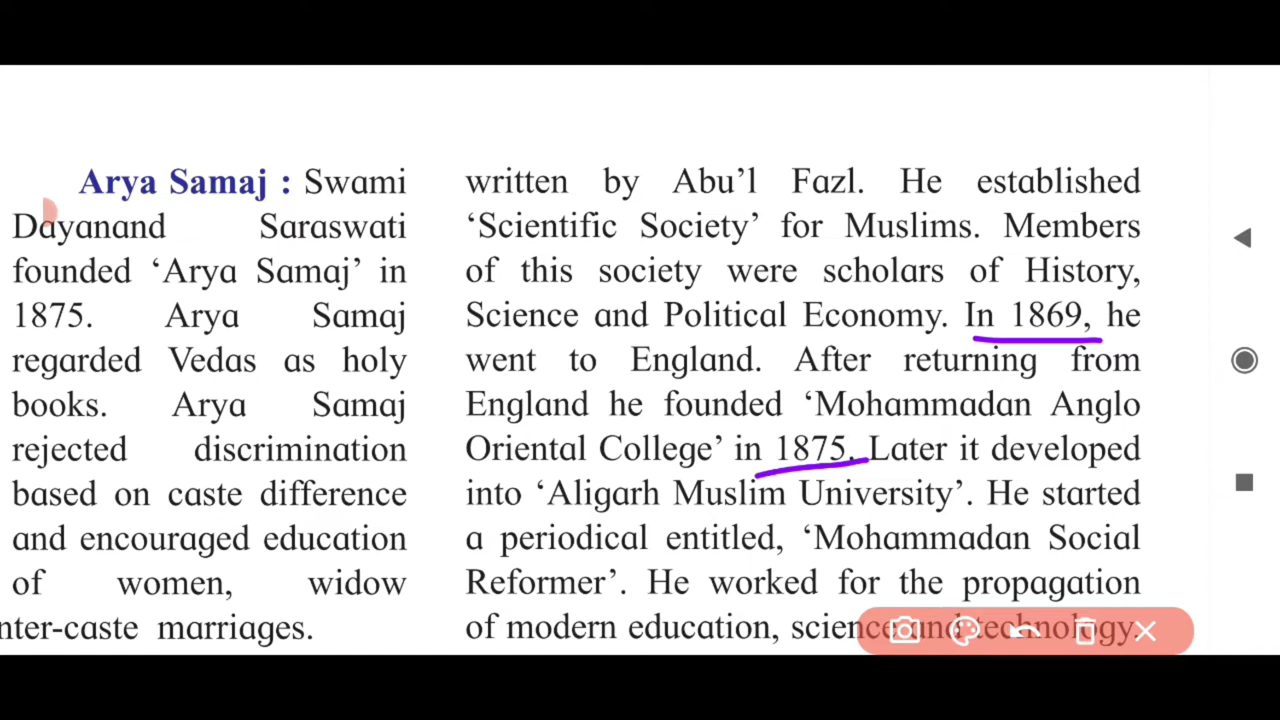 Arya Samaj : Swami
Dayanand Saraswati
founded ‘Arya Samaj’ in
1875. Arya Samaj
regarded Vedas as holy
books. Arya Samaj
rejected discrimination
based on caste difference
and encouraged education
of women, widow
nter-caste marriages.
written by Abu’l Fazl. He established
‘Scientific Society’ for Muslims. Members
of this society were scholars of History,
Science and Political Economy. In 1869, he
went to England. After returning from
England he founded ‘Mohammadan Anglo
Oriental College’ in 1875. Later it developed
into ‘Aligarh Muslim University’. He started
a periodical entitled, ‘Mohammadan Social
Reformer’. He worked for the propagation
of modern education, science and technology.